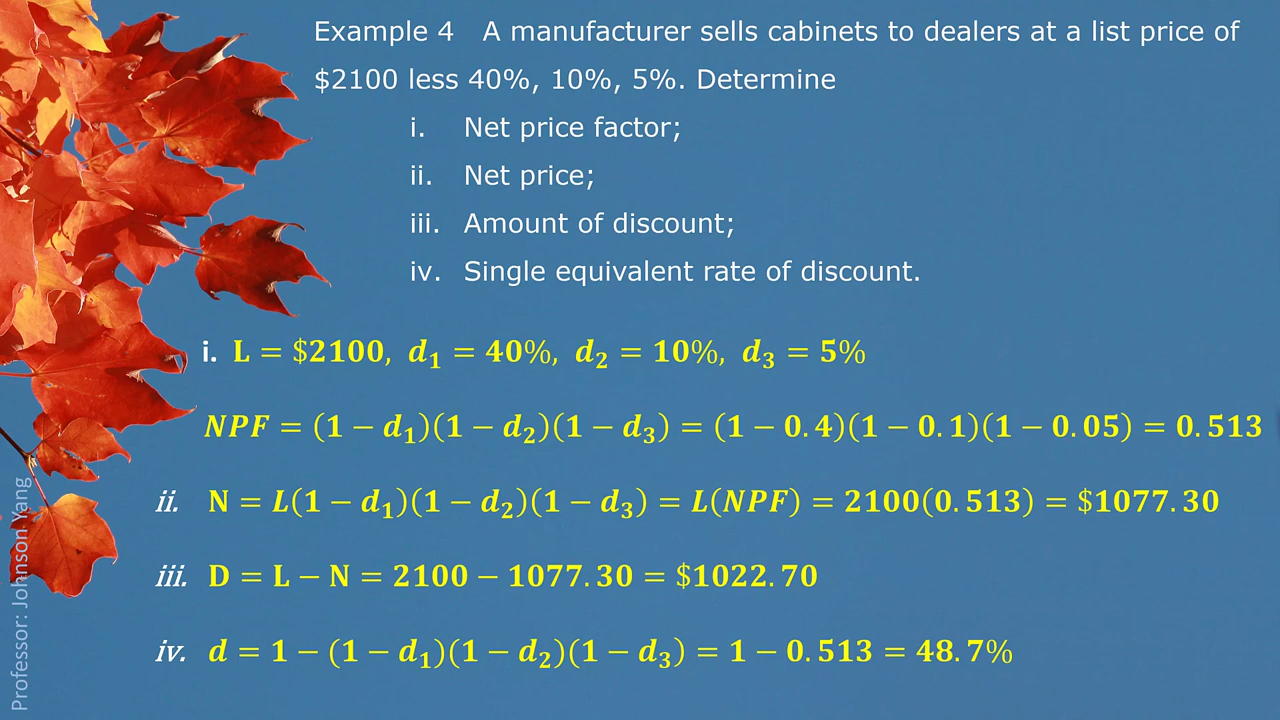 Example 4 A manufacturer sells cabinets to dealers at a list price of
$2100 less 40%, 10%, 5%. Determine
i. Net price factor;
ii. Net price;
iii. Amount of discount;
iv. Single equivalent rate of discount.
i. L = $2100, d₁ = 40%, d₂ = 10%, d₃ = 5%
NPF = (1 − d₁)(1 − d₂)(1 − d₃) = (1 − 0.4)(1 − 0.1)(1 − 0.05) = 0.513
ii. N = L(1 − d₁)(1 − d₂)(1 − d₃) = L(NPF) = 2100(0.513) = $1077.30
iii. D = L − N = 2100 − 1077.30 = $1022.70
iv. d = 1 − (1 − d₁)(1 − d₂)(1 − d₃) = 1 − 0.513 = 48.7%
Professor: Johnson Yang